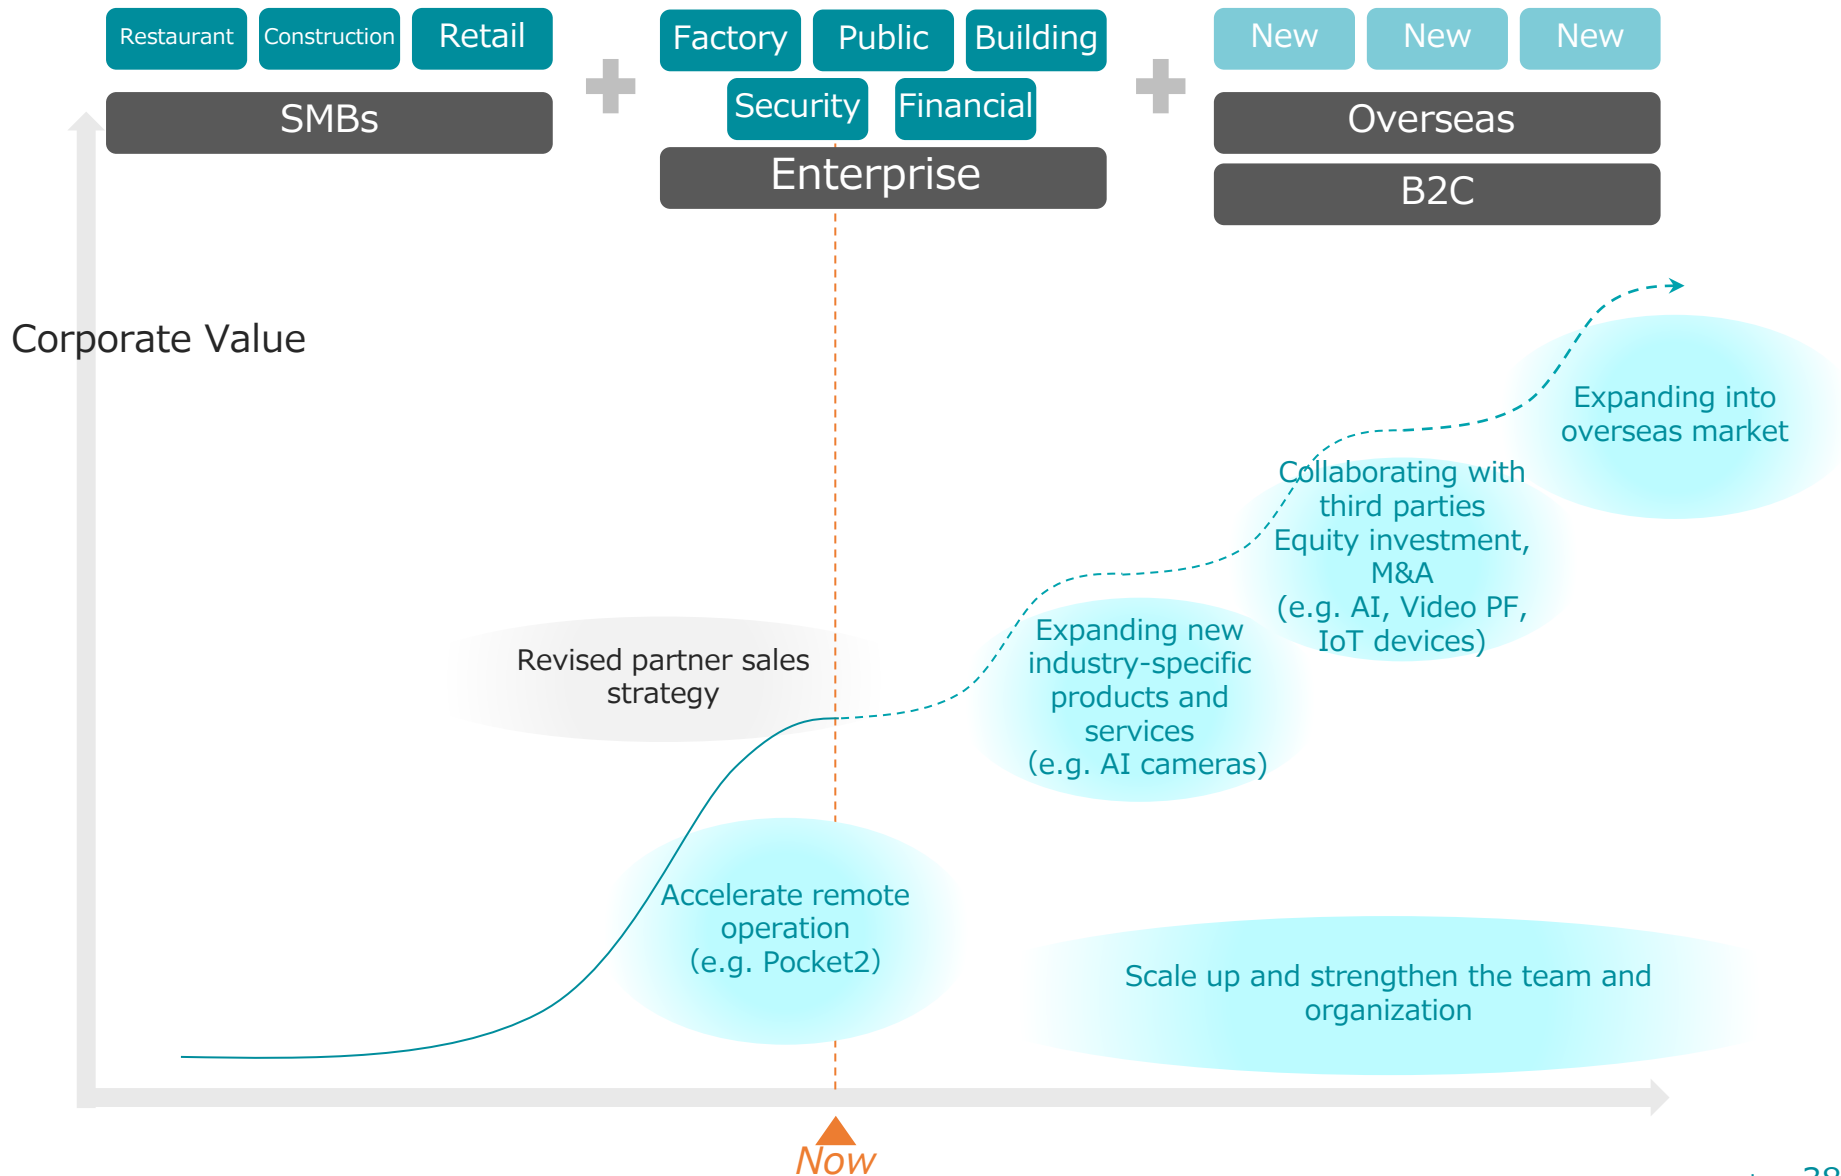 Restaurant
Construction
Retail
SMBs
Factory
Public
Building
Security
Financial
Enterprise
New
New
New
Overseas
B2C
Corporate Value
Expanding into
overseas market
Collaborating with
third parties
Equity investment,
M&A
(e.g. AI, Video PF,
IoT devices)
Expanding new
industry-specific
products and
services
(e.g. AI cameras)
Revised partner sales
strategy
Accelerate remote
operation
(e.g. Pocket2)
Scale up and strengthen the team and
organization
Now
38